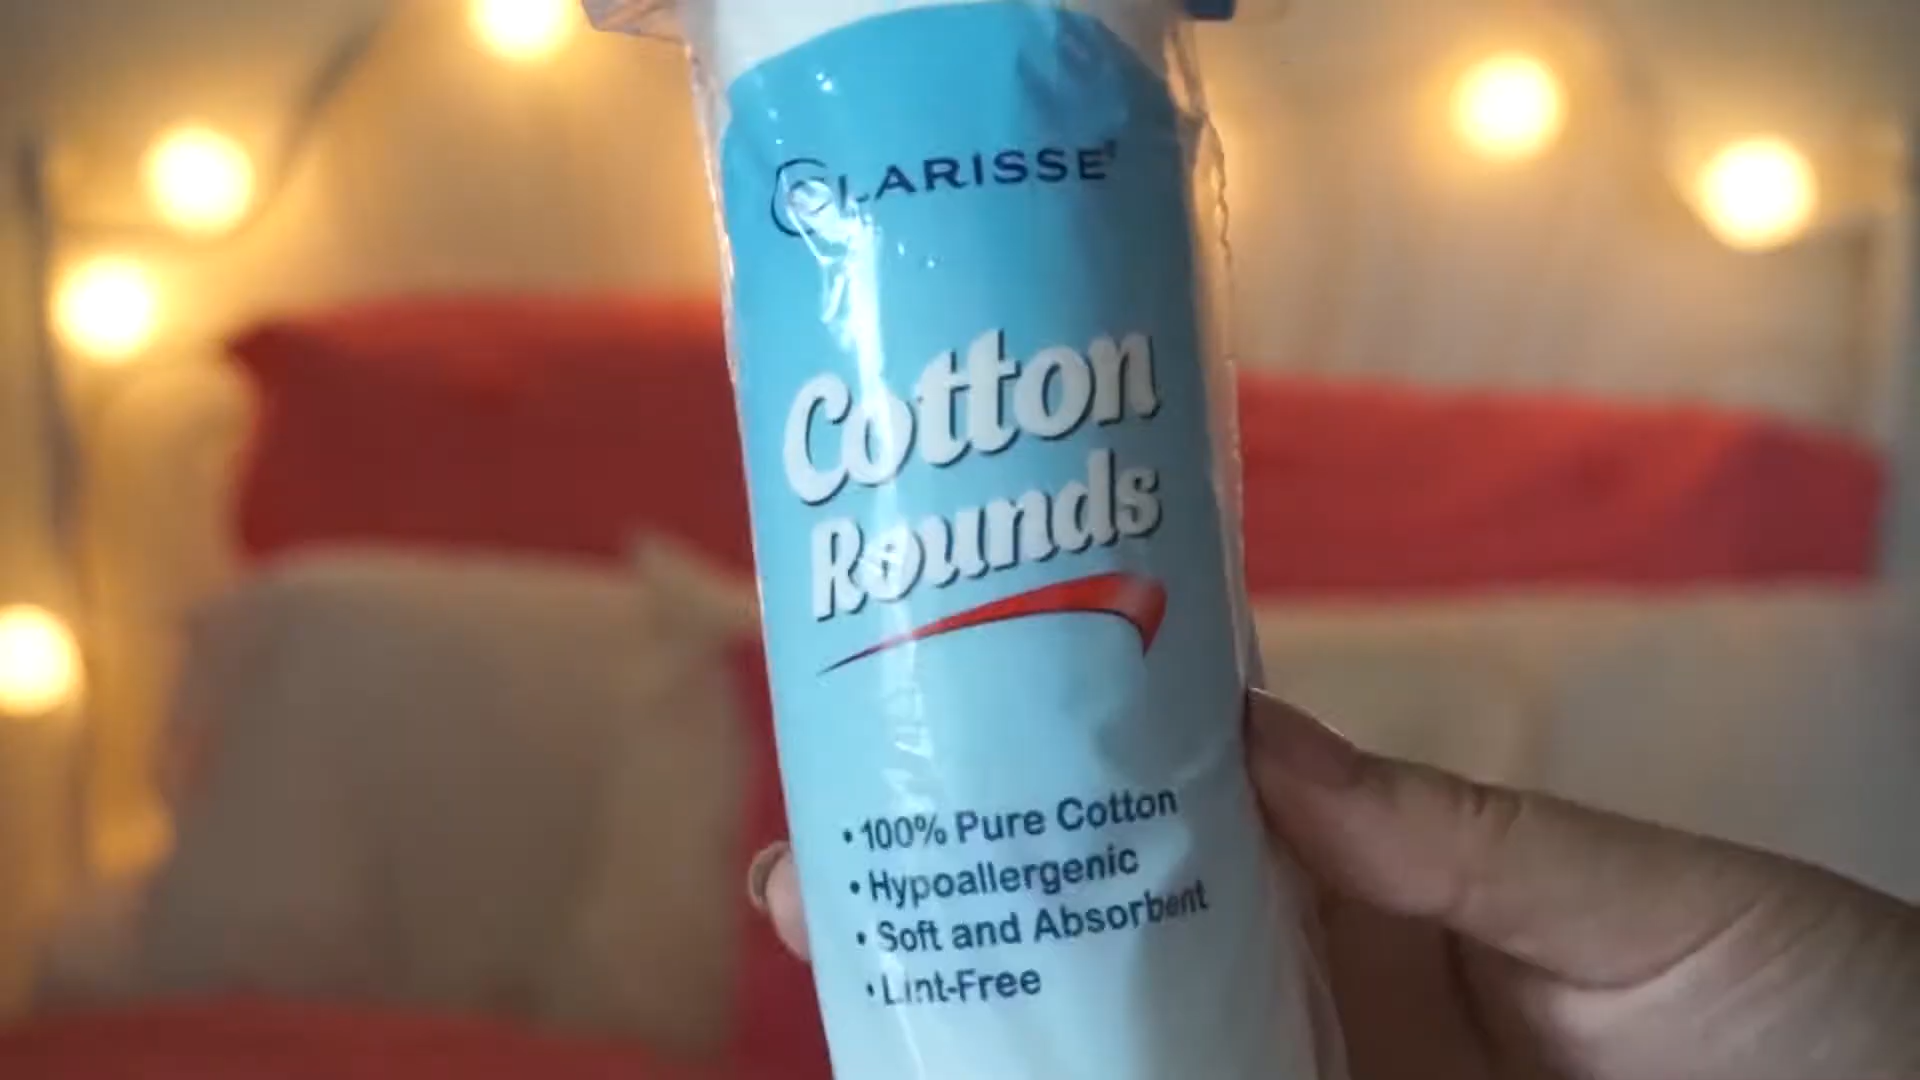 CLARISSE
Cotton
Rounds
• 100% Pure Cotton
• Hypoallergenic
• Soft and Absorbent
• Lint-Free